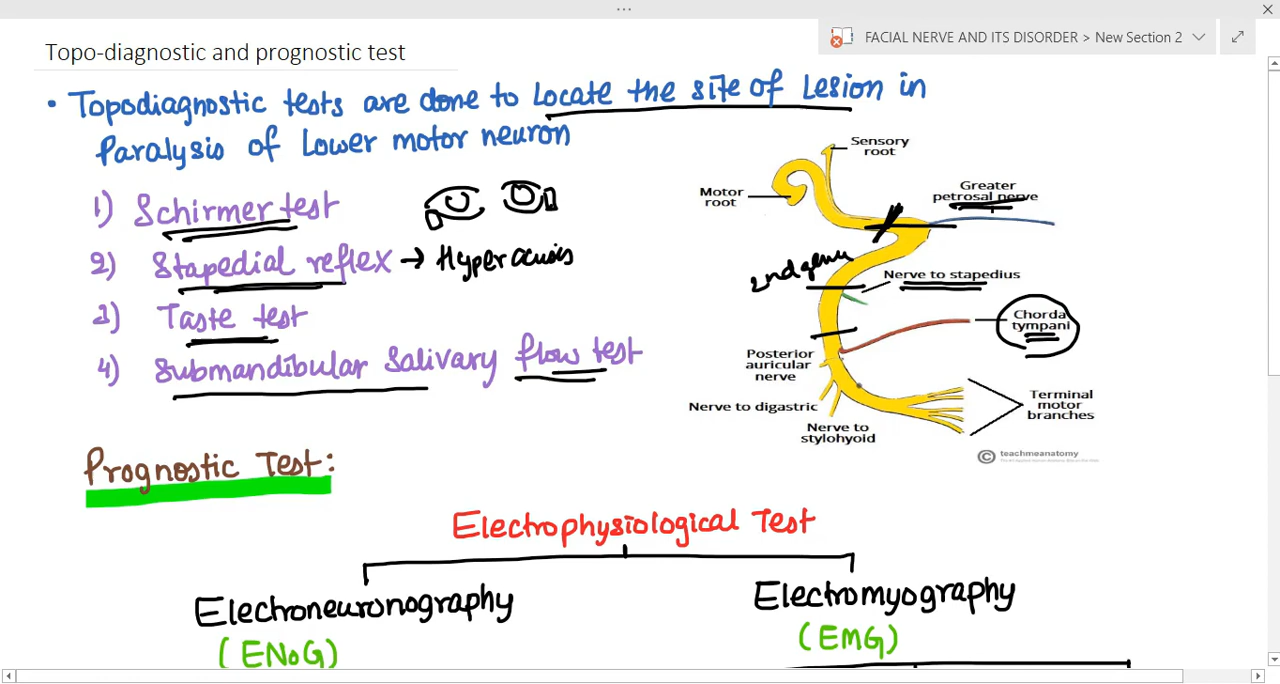 FACIAL NERVE AND ITS DISORDER > New Section 2
Topo-diagnostic and prognostic test
• Topodiagnostic tests are done to Locate the site of Lesion in
Paralysis of Lower motor neuron
1) Schirmer test
2) Stapedial reflex → Hyperacusis
3) Taste test
4) Submandibular Salivary flow test
Sensory
root
Motor
root
Greater
petrosal nerve
2nd genu
Nerve to stapedius
Chorda
tympani
Posterior
auricular
nerve
Nerve to digastric
Nerve to
stylohyoid
Terminal
motor
branches
© teachmeanatomy
Prognostic Test:
Electrophysiological Test
Electroneuronography
(ENoG)
Electromyography
(EMG)